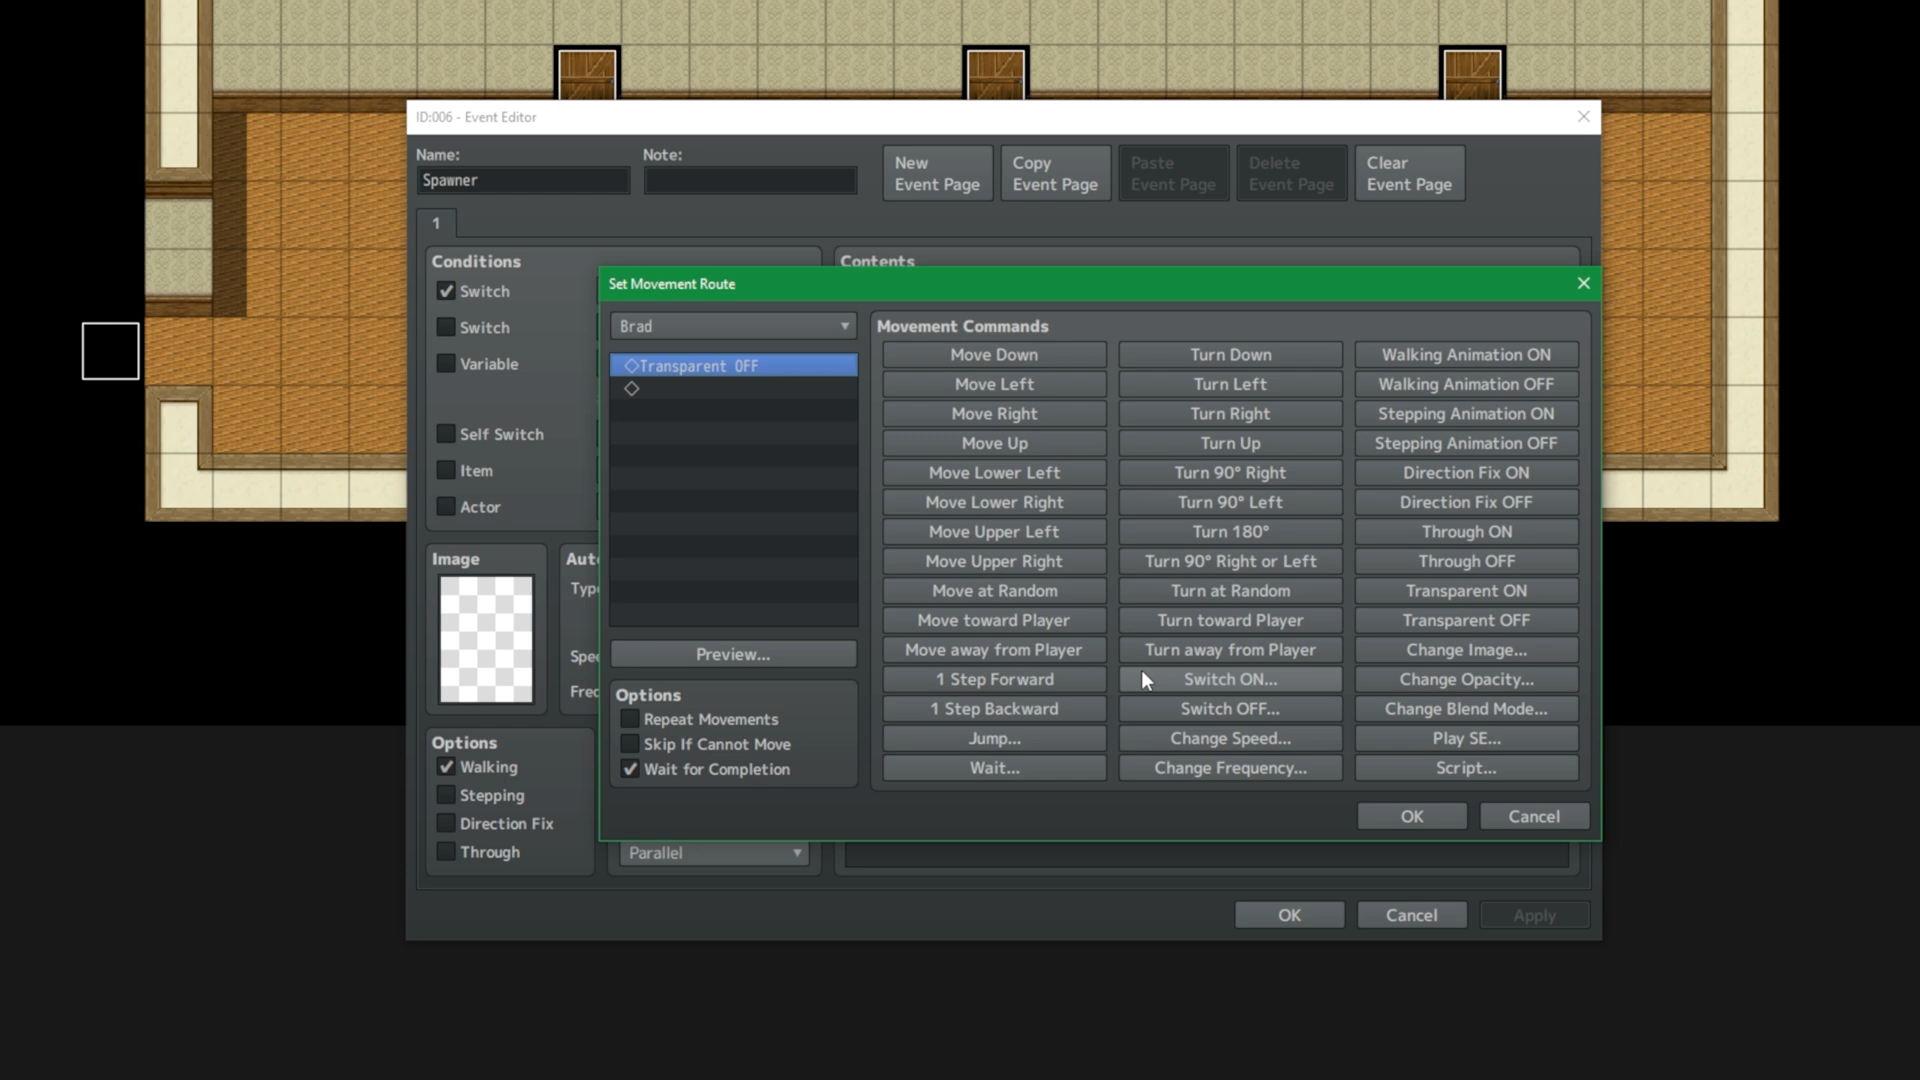 ID:006 - Event Editor
Name:
Note:
Spawner
New
Event Page
Copy
Event Page
Paste
Event Page
Delete
Event Page
Clear
Event Page
1
Conditions
Switch
Switch
Variable
Self Switch
Item
Actor
Contents
Image
Options
Walking
Stepping
Direction Fix
Through
Parallel
OK
Cancel
Apply
Set Movement Route
Brad
◇Transparent OFF
◇
Preview...
Options
Repeat Movements
Skip If Cannot Move
Wait for Completion
Movement Commands
Move Down
Move Left
Move Right
Move Up
Move Lower Left
Move Lower Right
Move Upper Left
Move Upper Right
Move at Random
Move toward Player
Move away from Player
1 Step Forward
1 Step Backward
Jump...
Wait...
Turn Down
Turn Left
Turn Right
Turn Up
Turn 90° Right
Turn 90° Left
Turn 180°
Turn 90° Right or Left
Turn at Random
Turn toward Player
Turn away from Player
Switch ON...
Switch OFF...
Change Speed...
Change Frequency...
Walking Animation ON
Walking Animation OFF
Stepping Animation ON
Stepping Animation OFF
Direction Fix ON
Direction Fix OFF
Through ON
Through OFF
Transparent ON
Transparent OFF
Change Image...
Change Opacity...
Change Blend Mode...
Play SE...
Script...
OK
Cancel